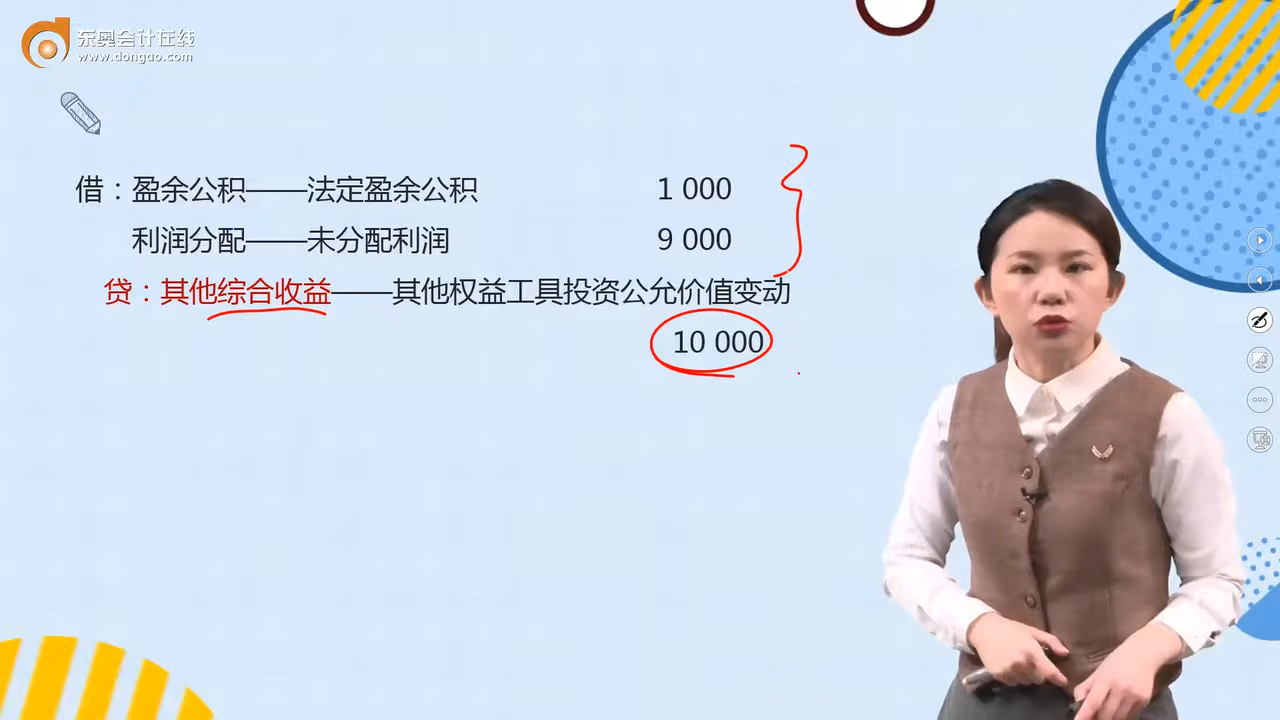 东奥会计在线
www.dongao.com
借：盈余公积——法定盈余公积 1 000
利润分配——未分配利润 9 000
贷：其他综合收益——其他权益工具投资公允价值变动
10 000